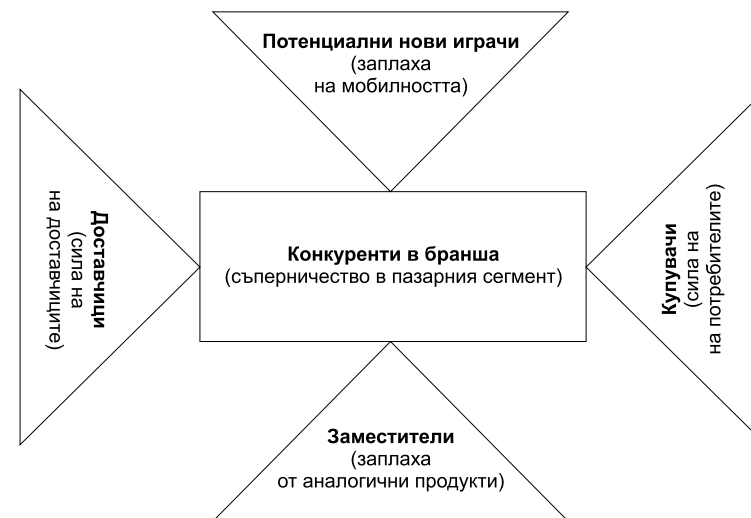 Потенциални нови играчи
(заплаха
на мобилността)
Доставчици
(сила на
на доставчиците)
Конкуренти в бранша
(съперничество в пазарния сегмент)
Купувачи
(сила на
на потребителите)
Заместители
(заплаха
от аналогични продукти)